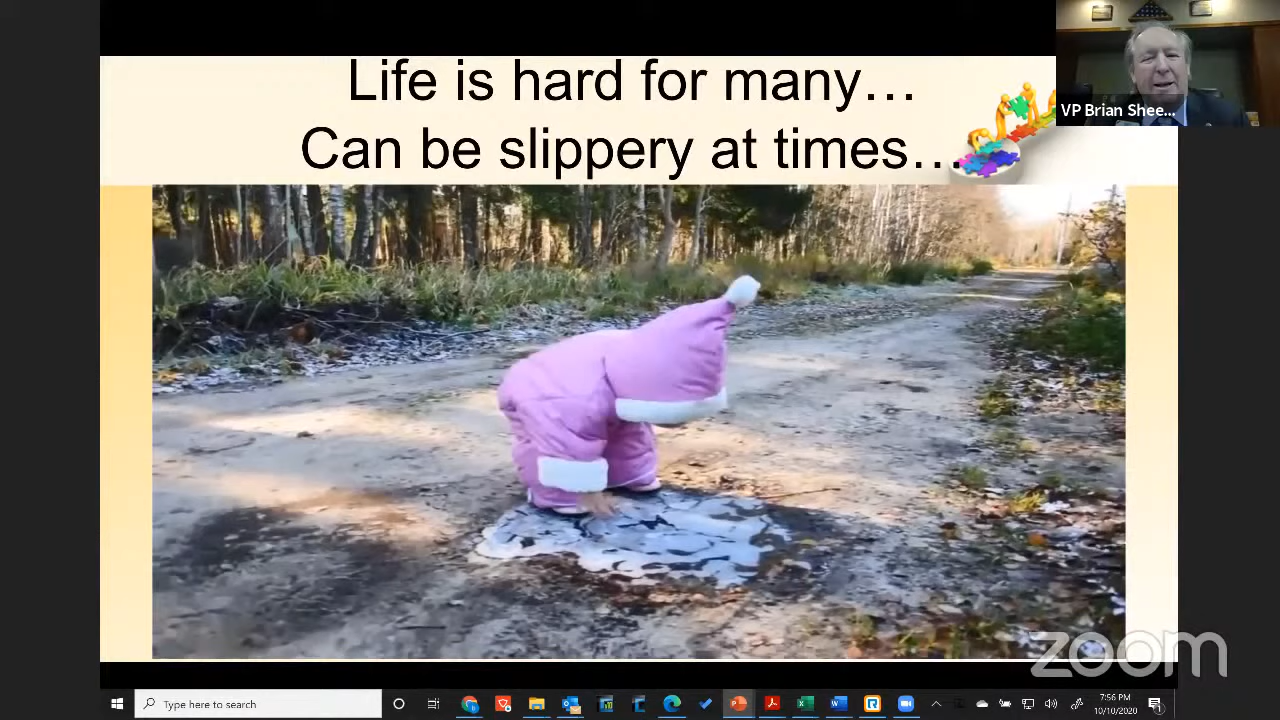 Life is hard for many…
Can be slippery at times…
VP Brian Shee...
zoom
Type here to search
7:56 PM
10/10/2020